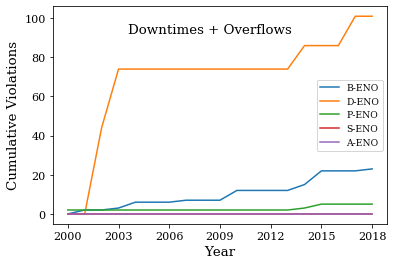 Downtimes + Overflows
100
80
60
40
20
0
Cumulative Violations
B-ENO
D-ENO
P-ENO
S-ENO
A-ENO
2000 2003 2006 2009 2012 2015 2018
Year